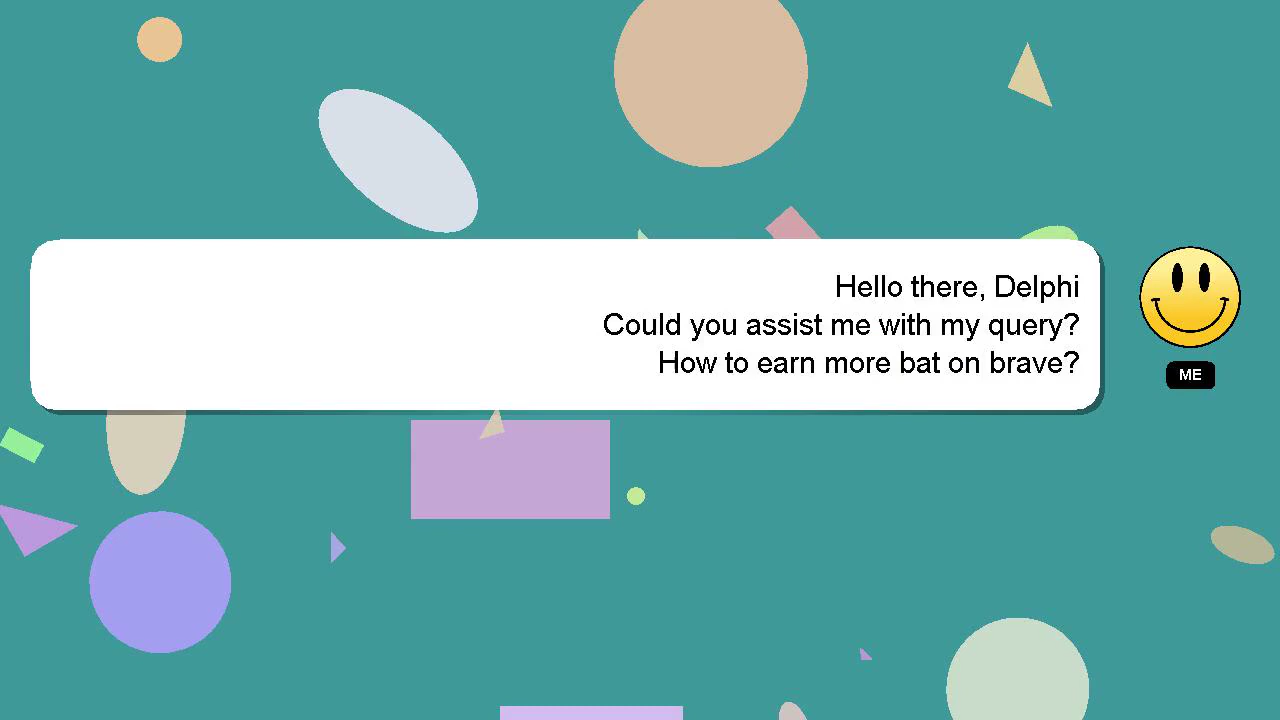 Hello there, Delphi
Could you assist me with my query?
How to earn more bat on brave?
ME